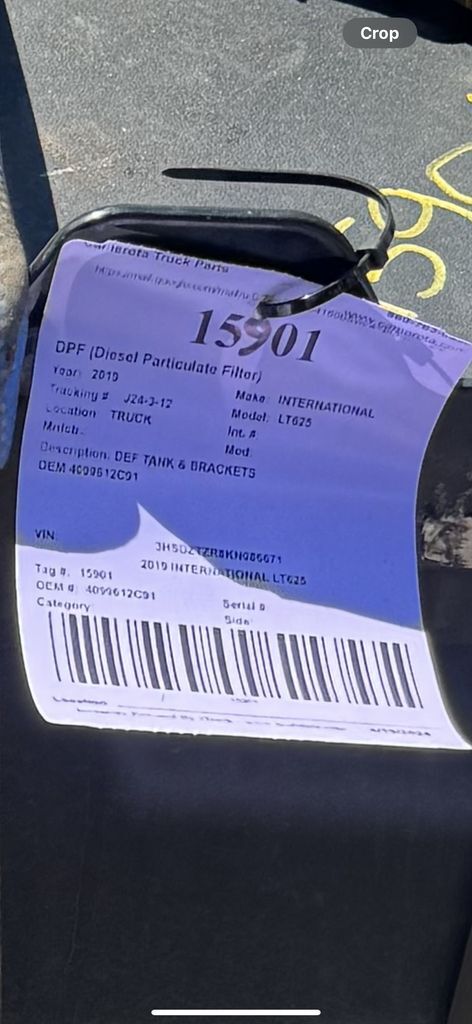 Crop
Truck Parts
15901
DPF (Diesel Particulate Filter)
Year: 2019 Make: INTERNATIONAL
Tracking # J24-3-12 Model: LT625
Location: TRUCK Int. #
Mnfctr.: Mod:
Description: DEF TANK & BRACKETS
OEM 4099612C91
VIN:
2019 INTERNATIONAL LT625
Tag #: 15901
OEM #: 4099612C91 Serial #
Category: Side:
Location